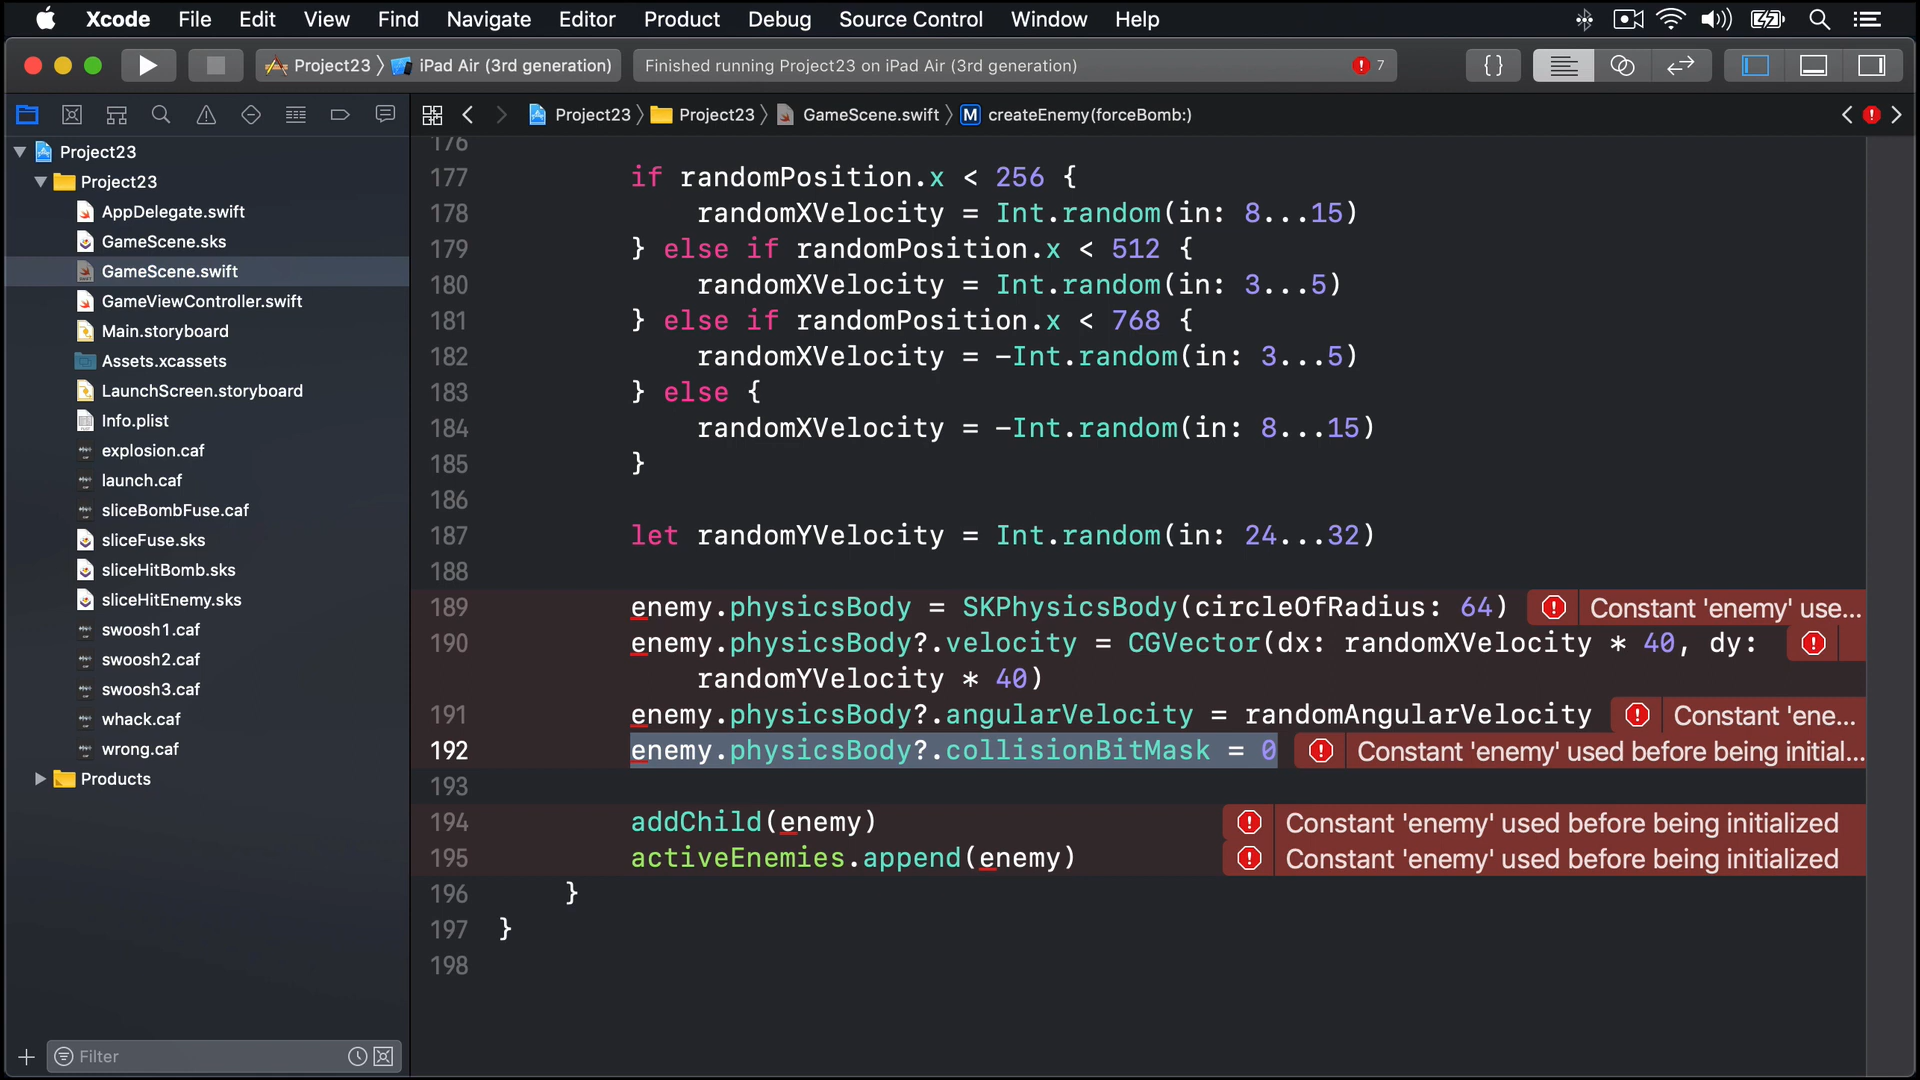 Xcode File Edit View Find Navigate Editor Product Debug Source Control Window Help
Project23 iPad Air (3rd generation)
Finished running Project23 on iPad Air (3rd generation)
7
{}
Project23 Project23 GameScene.swift M createEnemy(forceBomb:)
Project23
Project23
AppDelegate.swift
GameScene.sks
GameScene.swift
GameViewController.swift
Main.storyboard
Assets.xcassets
LaunchScreen.storyboard
Info.plist
explosion.caf
launch.caf
sliceBombFuse.caf
sliceFuse.sks
sliceHitBomb.sks
sliceHitEnemy.sks
swoosh1.caf
swoosh2.caf
swoosh3.caf
whack.caf
wrong.caf
Products
Filter
176
177 if randomPosition.x < 256 {
178 randomXVelocity = Int.random(in: 8...15)
179 } else if randomPosition.x < 512 {
180 randomXVelocity = Int.random(in: 3...5)
181 } else if randomPosition.x < 768 {
182 randomXVelocity = -Int.random(in: 3...5)
183 } else {
184 randomXVelocity = -Int.random(in: 8...15)
185 }
186
187 let randomYVelocity = Int.random(in: 24...32)
188
189 enemy.physicsBody = SKPhysicsBody(circleOfRadius: 64) Constant 'enemy' use...
190 enemy.physicsBody?.velocity = CGVector(dx: randomXVelocity * 40, dy:
randomYVelocity * 40)
191 enemy.physicsBody?.angularVelocity = randomAngularVelocity Constant 'ene...
192 enemy.physicsBody?.collisionBitMask = 0 Constant 'enemy' used before being initial...
193
194 addChild(enemy) Constant 'enemy' used before being initialized
195 activeEnemies.append(enemy) Constant 'enemy' used before being initialized
196 }
197 }
198